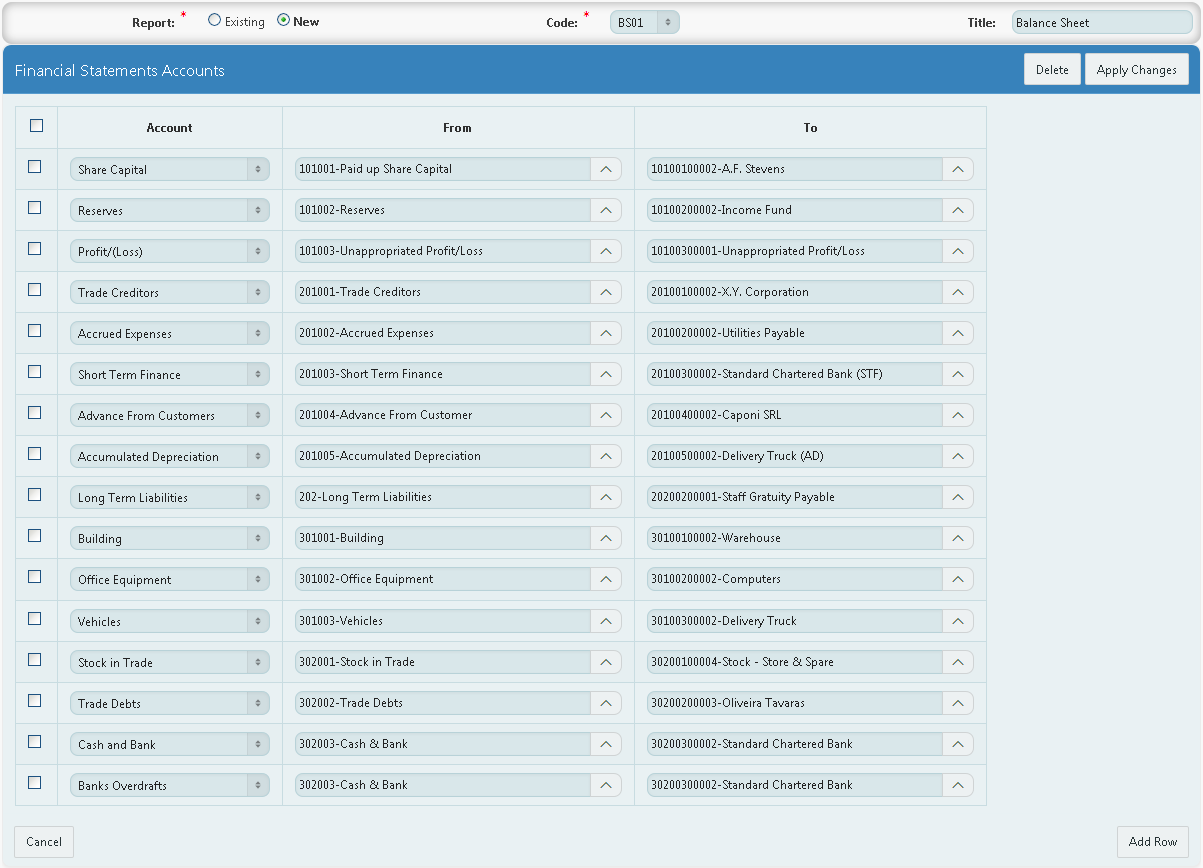 Report: * Existing New Code: * BS01 Title: Balance Sheet
Financial Statements Accounts Delete Apply Changes
Account From To
Share Capital 101001-Paid up Share Capital 10100100002-A.F. Stevens
Reserves 101002-Reserves 10100200002-Income Fund
Profit/(Loss) 101003-Unappropriated Profit/Loss 10100300001-Unappropriated Profit/Loss
Trade Creditors 201001-Trade Creditors 20100100002-X.Y. Corporation
Accrued Expenses 201002-Accrued Expenses 20100200002-Utilities Payable
Short Term Finance 201003-Short Term Finance 20100300002-Standard Chartered Bank (STF)
Advance From Customers 201004-Advance From Customer 20100400002-Caponi SRL
Accumulated Depreciation 201005-Accumulated Depreciation 20100500002-Delivery Truck (AD)
Long Term Liabilities 202-Long Term Liabilities 20200200001-Staff Gratuity Payable
Building 301001-Building 30100100002-Warehouse
Office Equipment 301002-Office Equipment 30100200002-Computers
Vehicles 301003-Vehicles 30100300002-Delivery Truck
Stock in Trade 302001-Stock in Trade 30200100004-Stock - Store & Spare
Trade Debts 302002-Trade Debts 30200200003-Oliveira Tavaras
Cash and Bank 302003-Cash & Bank 30200300002-Standard Chartered Bank
Banks Overdrafts 302003-Cash & Bank 30200300002-Standard Chartered Bank
Cancel Add Row